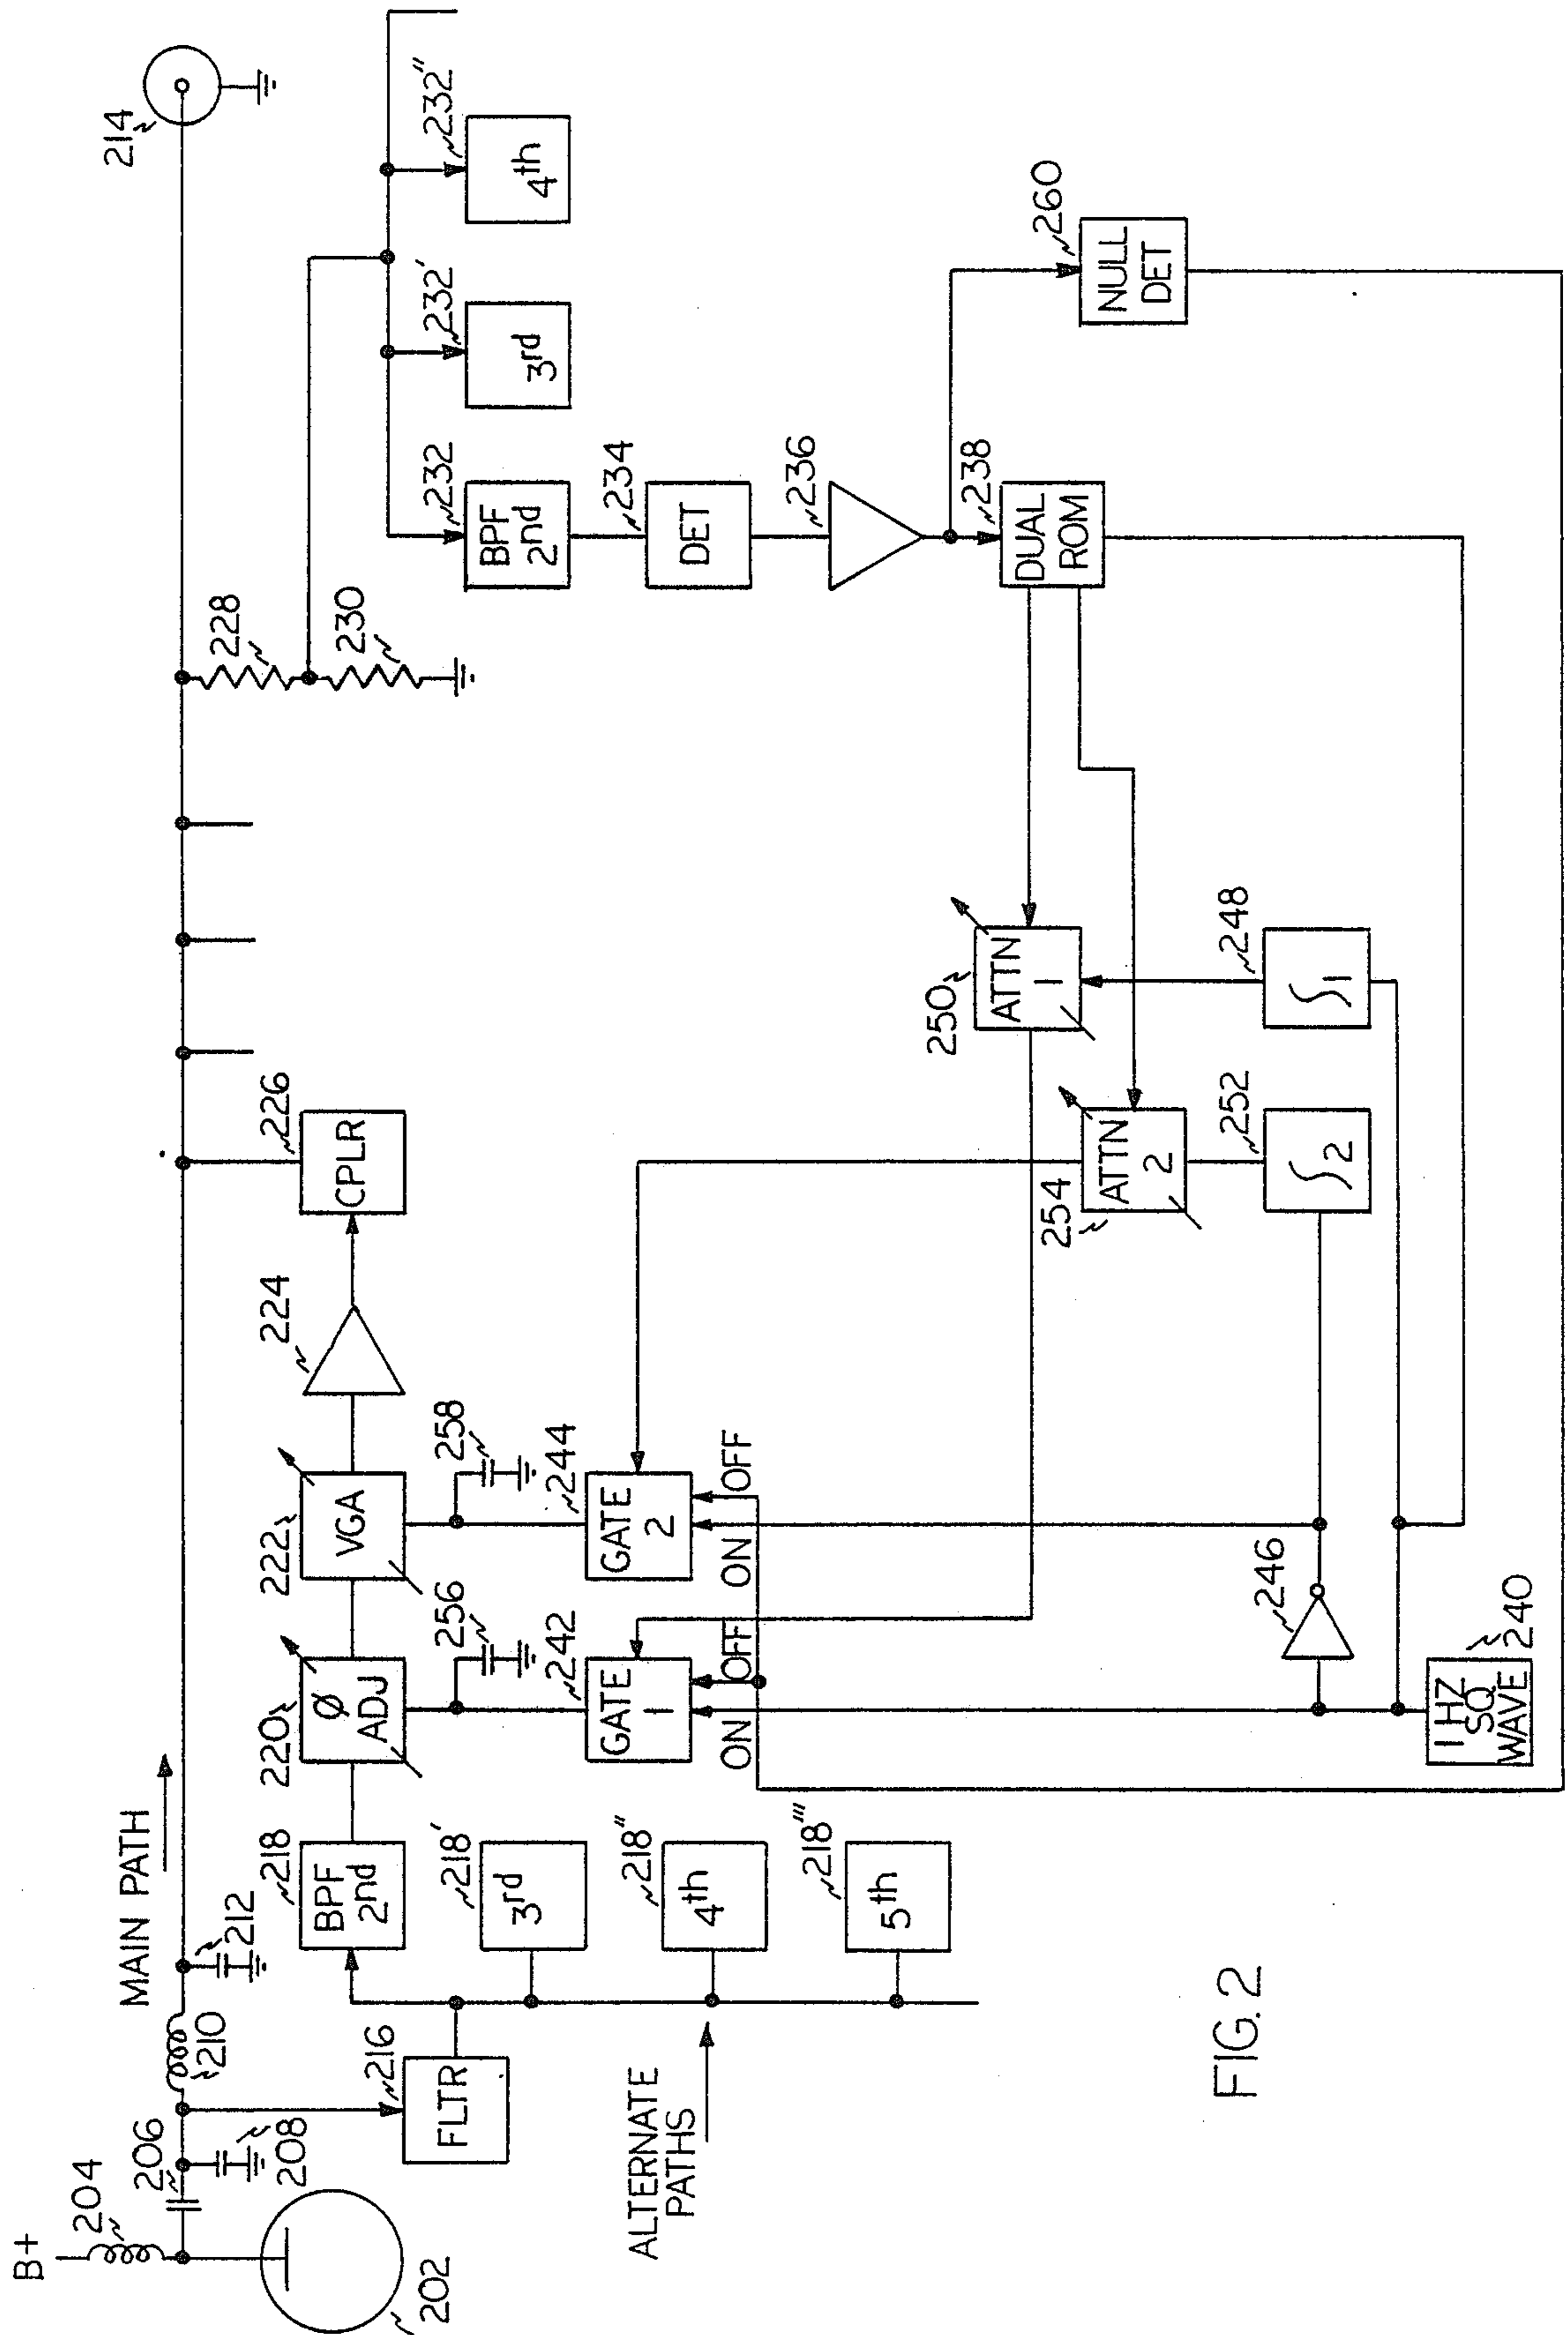 B+
204
206
208
202
210
212
MAIN PATH
214
FLTR
216
ALTERNATE
PATHS
BPF
2nd
218
3rd
218'
4th
218"
5th
218'''
Ø
ADJ
220
VGA
222
224
CPLR
226
228
230
BPF
2nd
232
3rd
232'
4th
232"
DET
234
236
DUAL
ROM
238
NULL
DET
260
256
258
GATE
1
242
ON
OFF
GATE
2
244
ON
OFF
ATTN
1
250
ATTN
2
254
∫1
248
∫2
252
246
1 HZ
SQ
WAVE
240
FIG. 2